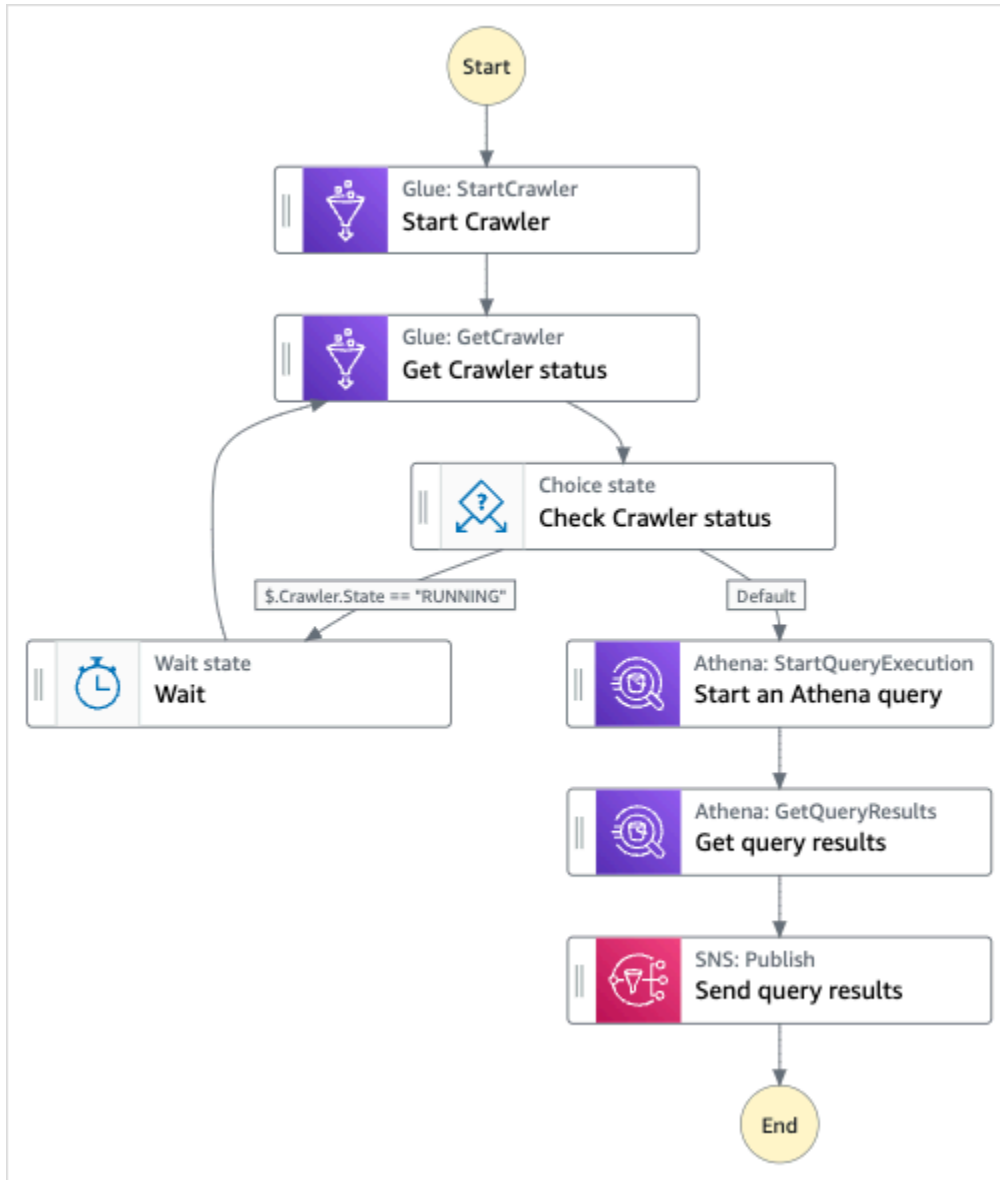 Start
Glue: StartCrawler
Start Crawler
Glue: GetCrawler
Get Crawler status
Choice state
Check Crawler status
$.Crawler.State == "RUNNING"
Default
Wait state
Wait
Athena: StartQueryExecution
Start an Athena query
Athena: GetQueryResults
Get query results
SNS: Publish
Send query results
End